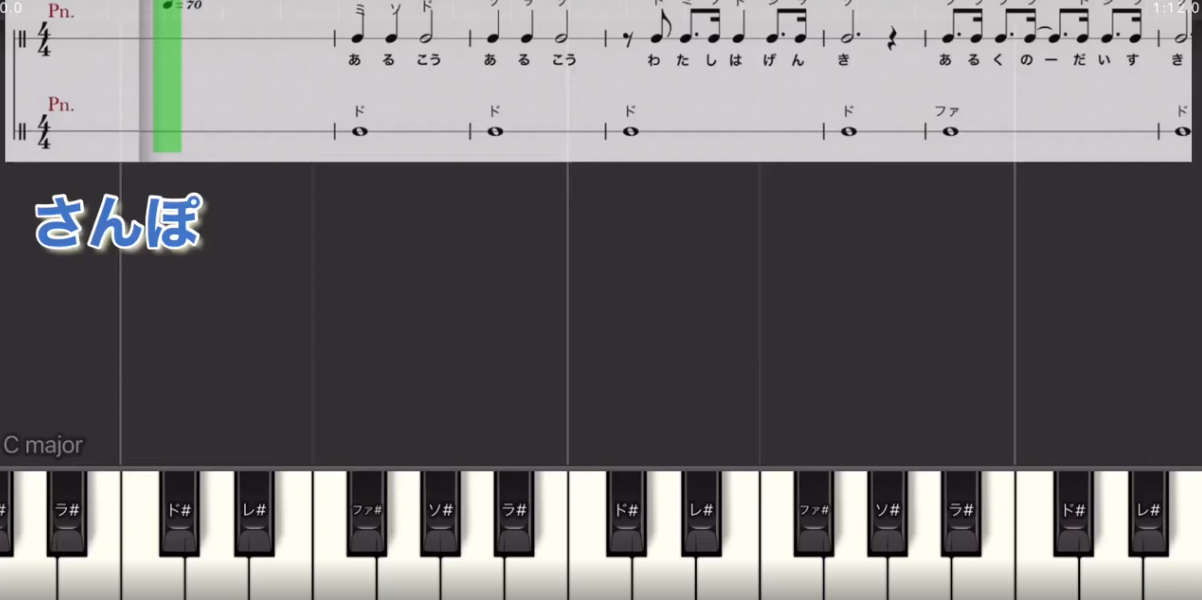 0.0
1:12.0
Pn.
♩= 70
4/4
ミ ソ ド
あ る こう あ る こう わ た し は げ ん き あ る く の ー だ い す き
Pn.
4/4
ド ド ド ド ファ ド
さんぽ
C major
ラ# ド# レ# ファ# ソ# ラ# ド# レ# ファ# ソ# ラ# ド# レ#